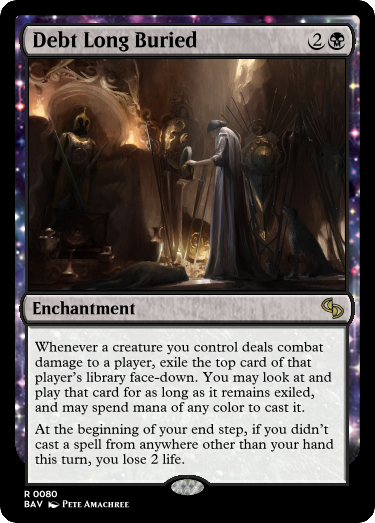 Debt Long Buried 2
Enchantment
Whenever a creature you control deals combat
damage to a player, exile the top card of that
player's library face-down. You may look at and
play that card for as long as it remains exiled,
and may spend mana of any color to cast it.
At the beginning of your end step, if you didn't
cast a spell from anywhere other than your hand
this turn, you lose 2 life.
R 0080
BAV Pete Amachree